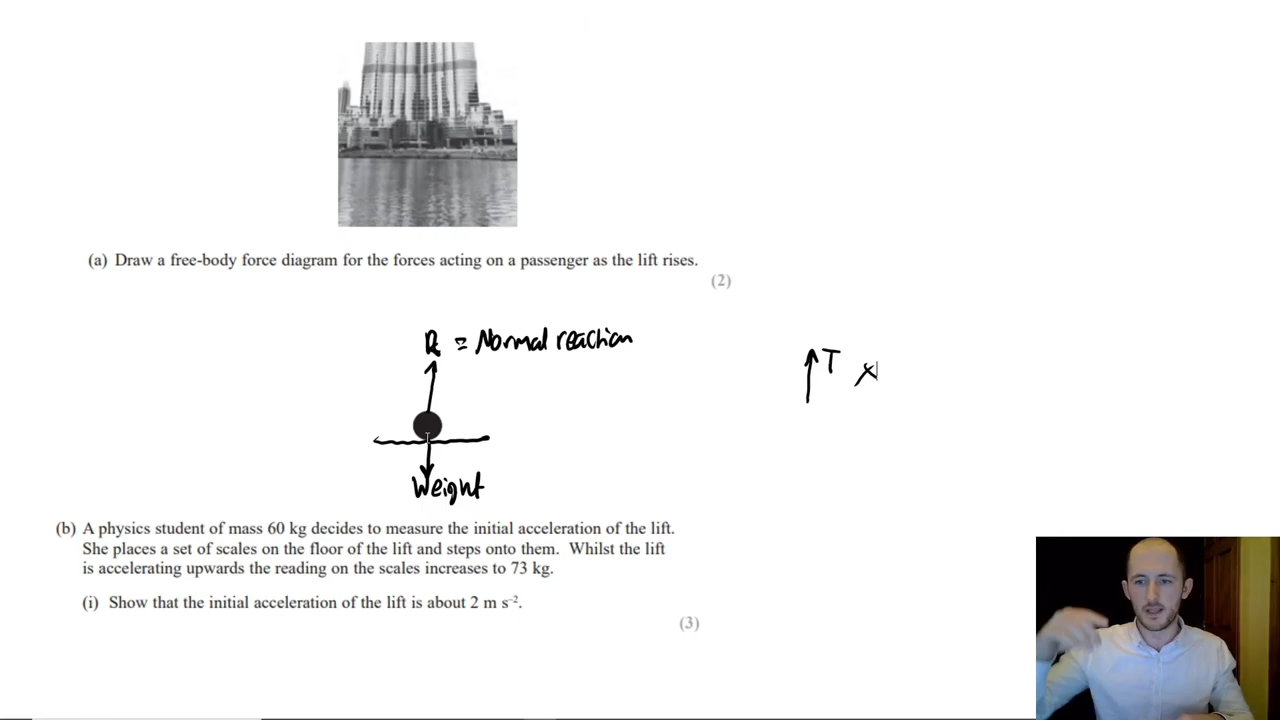 (a) Draw a free-body force diagram for the forces acting on a passenger as the lift rises.
(2)
R = Normal reaction
T
Weight
(b) A physics student of mass 60 kg decides to measure the initial acceleration of the lift.
She places a set of scales on the floor of the lift and steps onto them. Whilst the lift
is accelerating upwards the reading on the scales increases to 73 kg.
(i) Show that the initial acceleration of the lift is about 2 m s⁻².
(3)